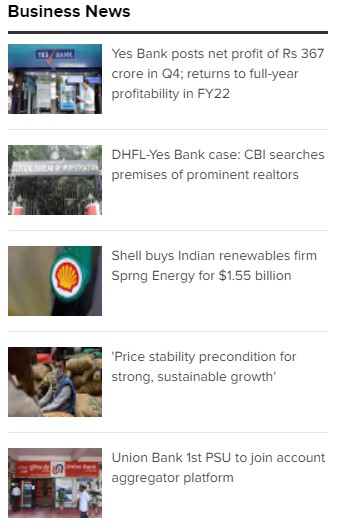 Business News
YES BANK
Yes Bank posts net profit of Rs 367
crore in Q4; returns to full-year
profitability in FY22
DHFL-Yes Bank case: CBI searches
premises of prominent realtors
Shell buys Indian renewables firm
Sprng Energy for $1.55 billion
'Price stability precondition for
strong, sustainable growth'
Union Bank 1st PSU to join account
aggregator platform